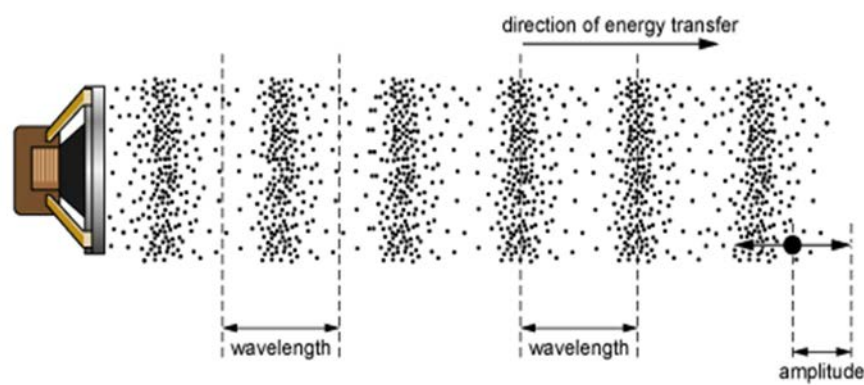 direction of energy transfer
wavelength
wavelength
amplitude